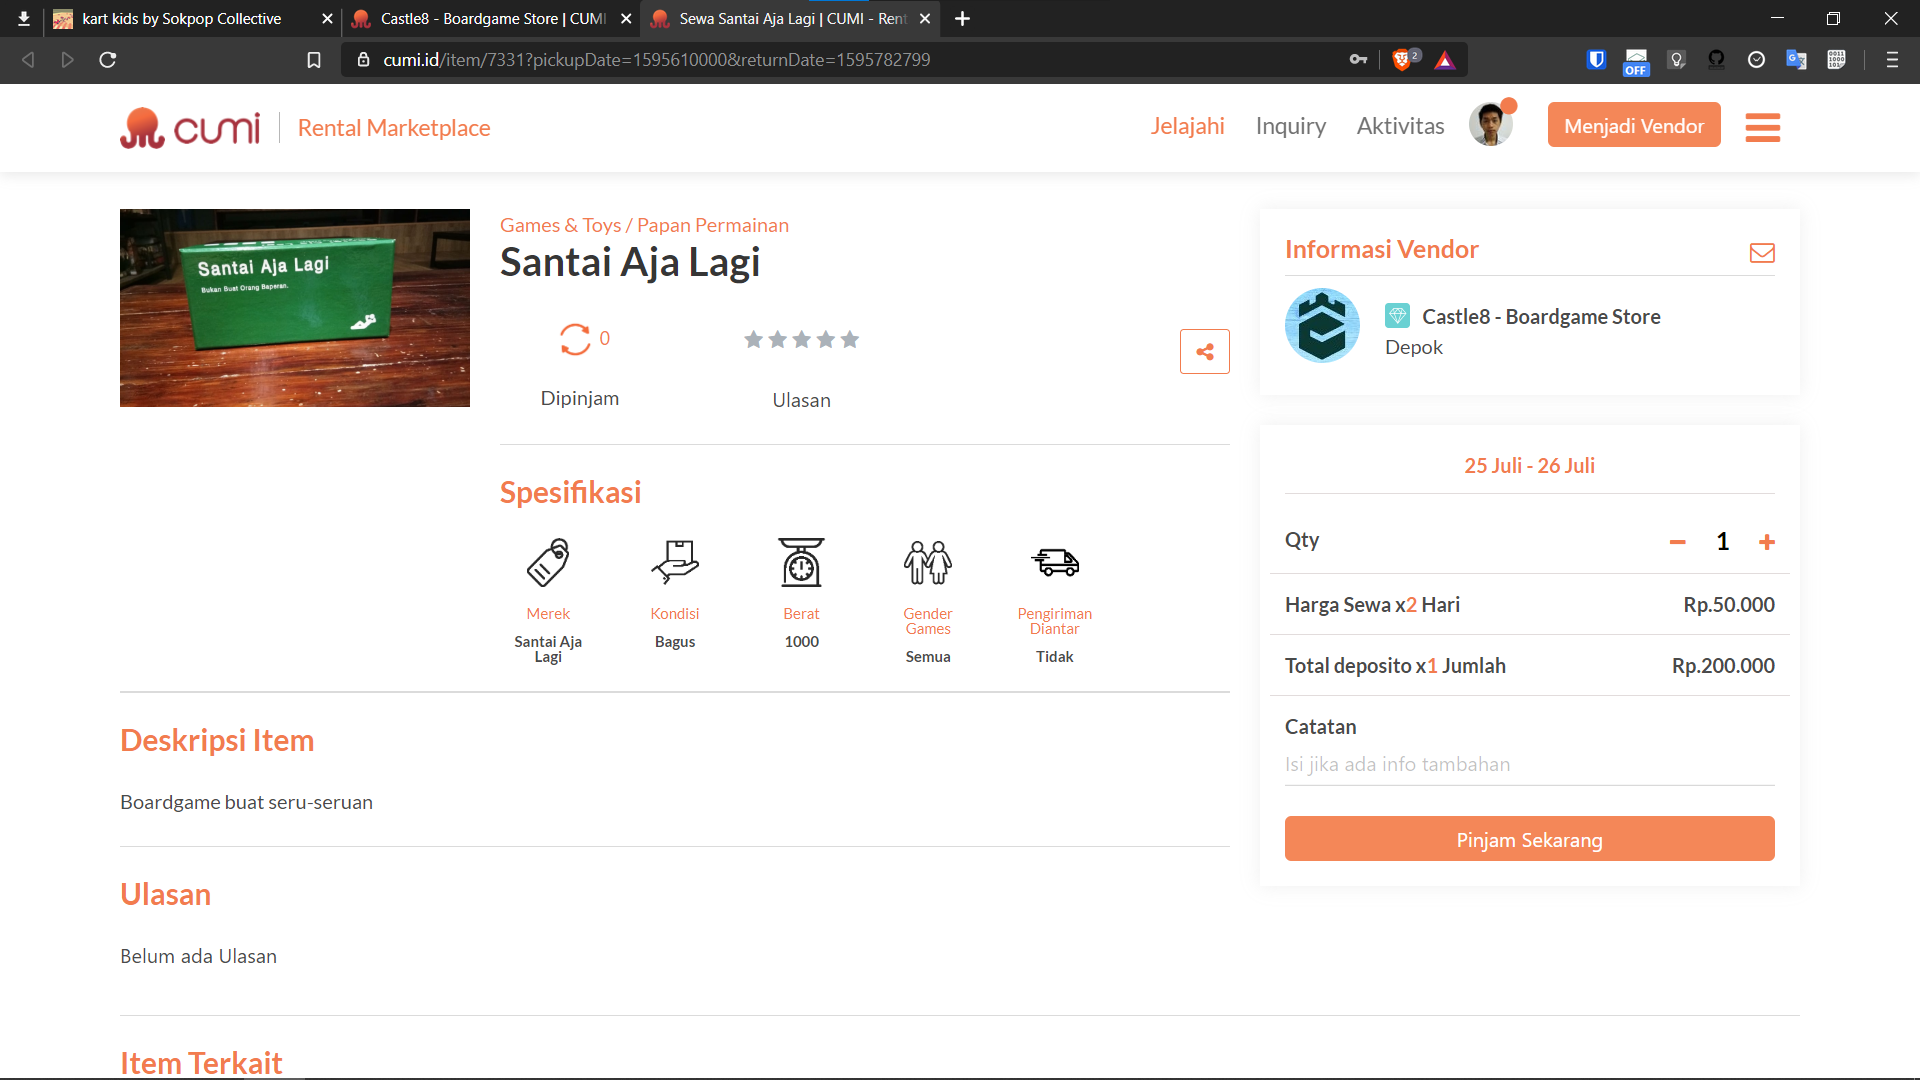 kart kids by Sokpop Collective
Castle8 - Boardgame Store | CUMI
Sewa Santai Aja Lagi | CUMI - Rent
cumi.id/item/7331?pickupDate=1595610000&returnDate=1595782799
2
OFF
cumi
Rental Marketplace
Jelajahi
Inquiry
Aktivitas
Menjadi Vendor
Santai Aja Lagi
Bukan Buat Orang Baperan.
Games & Toys / Papan Permainan
Santai Aja Lagi
0
Dipinjam
Ulasan
Spesifikasi
Merek
Santai Aja
Lagi
Kondisi
Bagus
Berat
1000
Gender
Games
Semua
Pengiriman
Diantar
Tidak
Deskripsi Item
Boardgame buat seru-seruan
Ulasan
Belum ada Ulasan
Item Terkait
Informasi Vendor
Castle8 - Boardgame Store
Depok
25 Juli - 26 Juli
Qty
1
Harga Sewa x2 Hari
Rp.50.000
Total deposito x1 Jumlah
Rp.200.000
Catatan
Isi jika ada info tambahan
Pinjam Sekarang